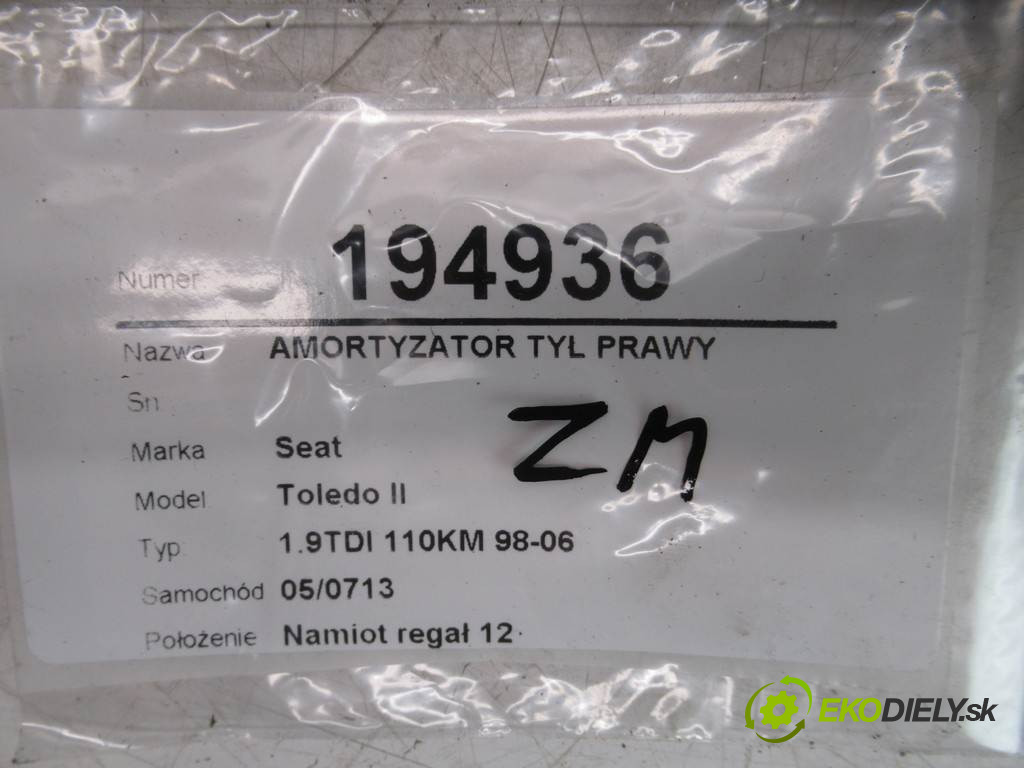 Numer 194936
Nazwa AMORTYZATOR TYŁ PRAWY
Sn
ZM
Marka Seat
Model Toledo II
Typ: 1.9TDI 110KM 98-06
Samochód 05/0713
Położenie Namiot regał 12
EKODIELY.sk